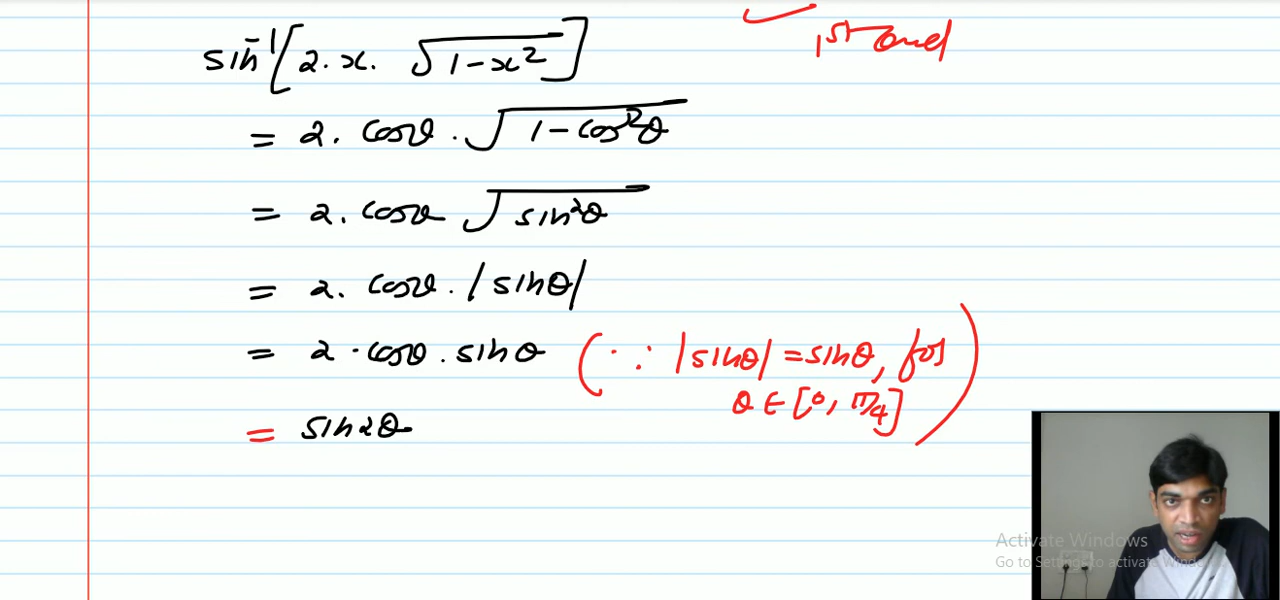 sin⁻¹[2.x. √1-x²]
1st and
= 2. cosθ . √1-cos²θ
= 2. cosθ √sin²θ
= 2. cosθ . |sinθ|
= 2 . cosθ . sinθ (∵ |sinθ| = sinθ, for
θ ∈ [0, π/4])
= sin2θ
Activate Windows
Go to Settings to activate Windows.